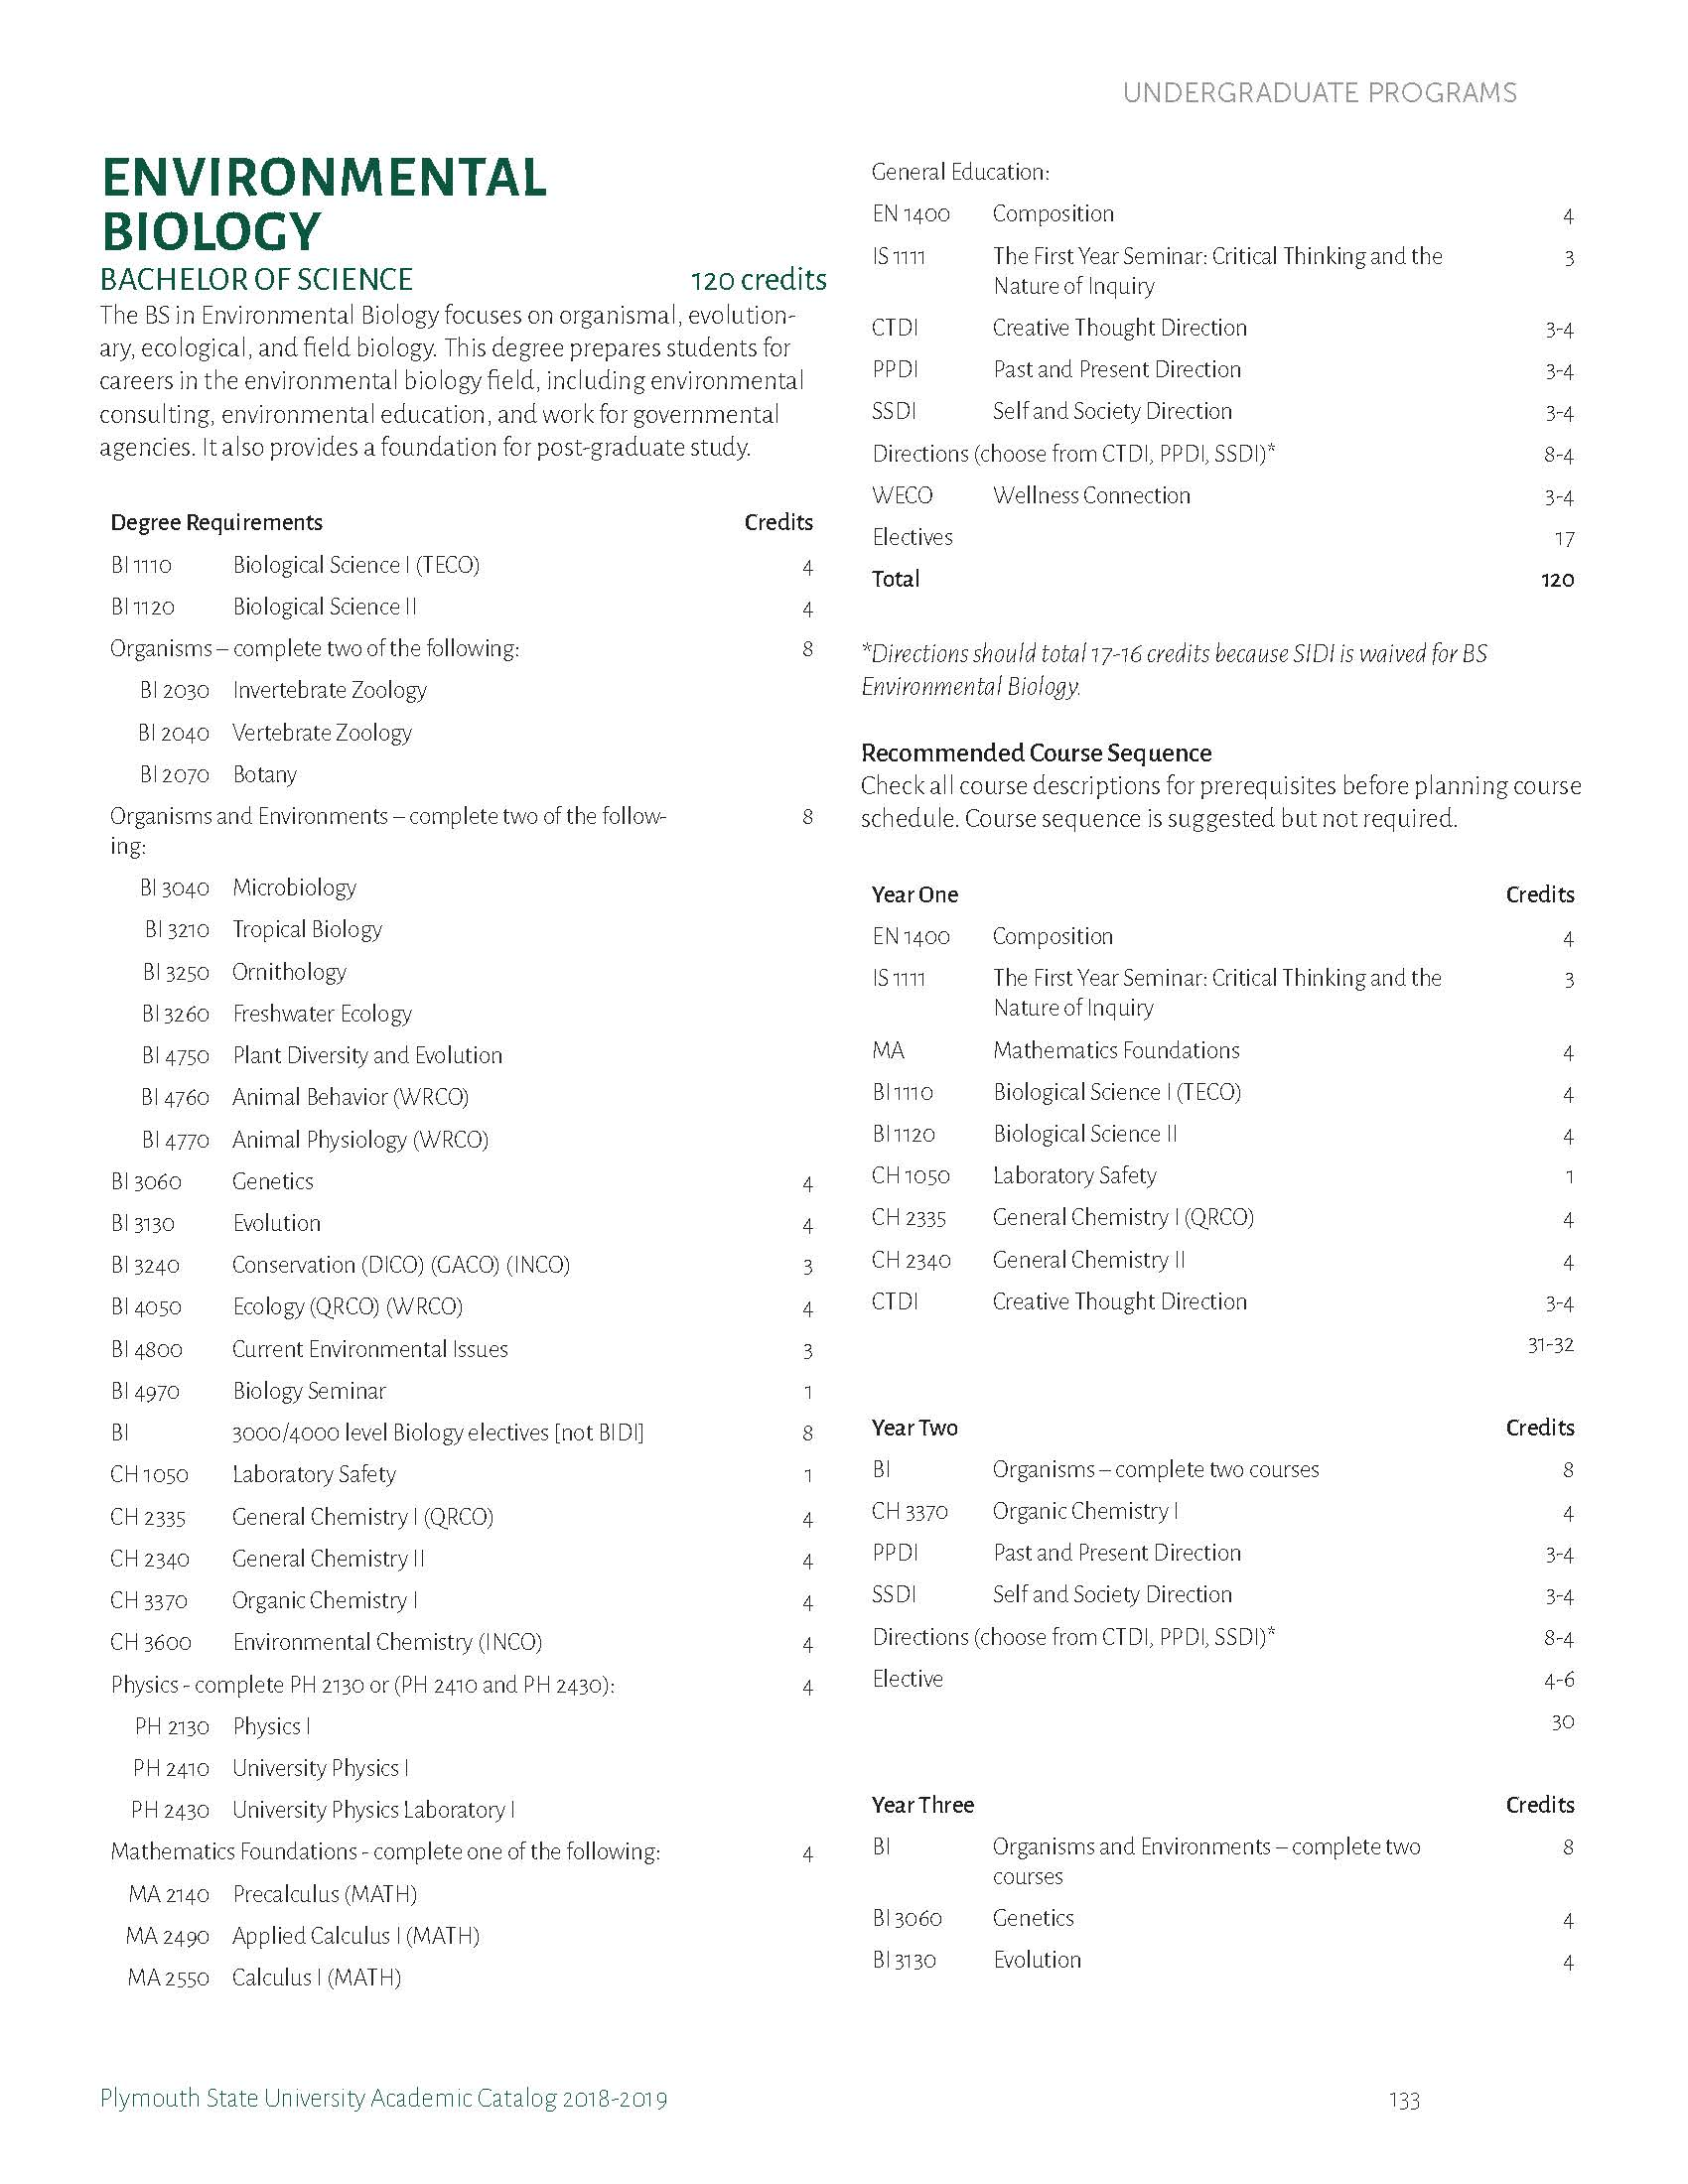 UNDERGRADUATE PROGRAMS
ENVIRONMENTAL
BIOLOGY
BACHELOR OF SCIENCE 120 credits
The BS in Environmental Biology focuses on organismal, evolution-
ary, ecological, and field biology. This degree prepares students for
careers in the environmental biology field, including environmental
consulting, environmental education, and work for governmental
agencies. It also provides a foundation for post-graduate study.
Degree Requirements Credits
BI 1110 Biological Science I (TECO) 4
BI 1120 Biological Science II 4
Organisms – complete two of the following: 8
BI 2030 Invertebrate Zoology
BI 2040 Vertebrate Zoology
BI 2070 Botany
Organisms and Environments – complete two of the follow- 8
ing:
BI 3040 Microbiology
BI 3210 Tropical Biology
BI 3250 Ornithology
BI 3260 Freshwater Ecology
BI 4750 Plant Diversity and Evolution
BI 4760 Animal Behavior (WRCO)
BI 4770 Animal Physiology (WRCO)
BI 3060 Genetics 4
BI 3130 Evolution 4
BI 3240 Conservation (DICO) (GACO) (INCO) 3
BI 4050 Ecology (QRCO) (WRCO) 4
BI 4800 Current Environmental Issues 3
BI 4970 Biology Seminar 1
BI 3000/4000 level Biology electives [not BIDI] 8
CH 1050 Laboratory Safety 1
CH 2335 General Chemistry I (QRCO) 4
CH 2340 General Chemistry II 4
CH 3370 Organic Chemistry I 4
CH 3600 Environmental Chemistry (INCO) 4
Physics - complete PH 2130 or (PH 2410 and PH 2430): 4
PH 2130 Physics I
PH 2410 University Physics I
PH 2430 University Physics Laboratory I
Mathematics Foundations - complete one of the following: 4
MA 2140 Precalculus (MATH)
MA 2490 Applied Calculus I (MATH)
MA 2550 Calculus I (MATH)
General Education:
EN 1400 Composition 4
IS 1111 The First Year Seminar: Critical Thinking and the 3
Nature of Inquiry
CTDI Creative Thought Direction 3-4
PPDI Past and Present Direction 3-4
SSDI Self and Society Direction 3-4
Directions (choose from CTDI, PPDI, SSDI)* 8-4
WECO Wellness Connection 3-4
Electives 17
Total 120
*Directions should total 17-16 credits because SIDI is waived for BS
Environmental Biology.
Recommended Course Sequence
Check all course descriptions for prerequisites before planning course
schedule. Course sequence is suggested but not required.
Year One Credits
EN 1400 Composition 4
IS 1111 The First Year Seminar: Critical Thinking and the 3
Nature of Inquiry
MA Mathematics Foundations 4
BI 1110 Biological Science I (TECO) 4
BI 1120 Biological Science II 4
CH 1050 Laboratory Safety 1
CH 2335 General Chemistry I (QRCO) 4
CH 2340 General Chemistry II 4
CTDI Creative Thought Direction 3-4
31-32
Year Two Credits
BI Organisms – complete two courses 8
CH 3370 Organic Chemistry I 4
PPDI Past and Present Direction 3-4
SSDI Self and Society Direction 3-4
Directions (choose from CTDI, PPDI, SSDI)* 8-4
Elective 4-6
30
Year Three Credits
BI Organisms and Environments – complete two 8
courses
BI 3060 Genetics 4
BI 3130 Evolution 4
Plymouth State University Academic Catalog 2018-2019 133